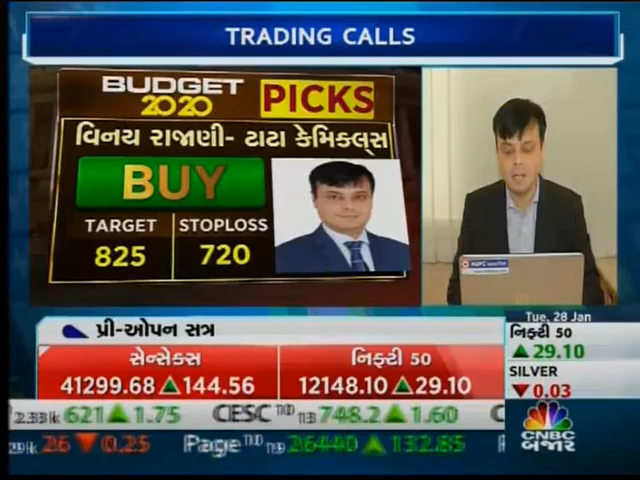 TRADING CALLS
BUDGET
2020
PICKS
વિનય રાજાણી- ટાટા કેમિકલ્સ
BUY
TARGET
825
STOPLOSS
720
Tue, 28 Jan
પ્રી-ઓપન સત્ર
સેન્સેક્સ
41299.68 ▲ 144.56
નિફ્ટી 50
12148.10 ▲ 29.10
નિફ્ટી 50
▲ 29.10
SILVER
▼ 0.03
621 ▲ 1.75 CESC 748.2 ▲ 1.60
26 ▼ 0.25 Page 26440 ▲ 132.85
CNBC
બજાર